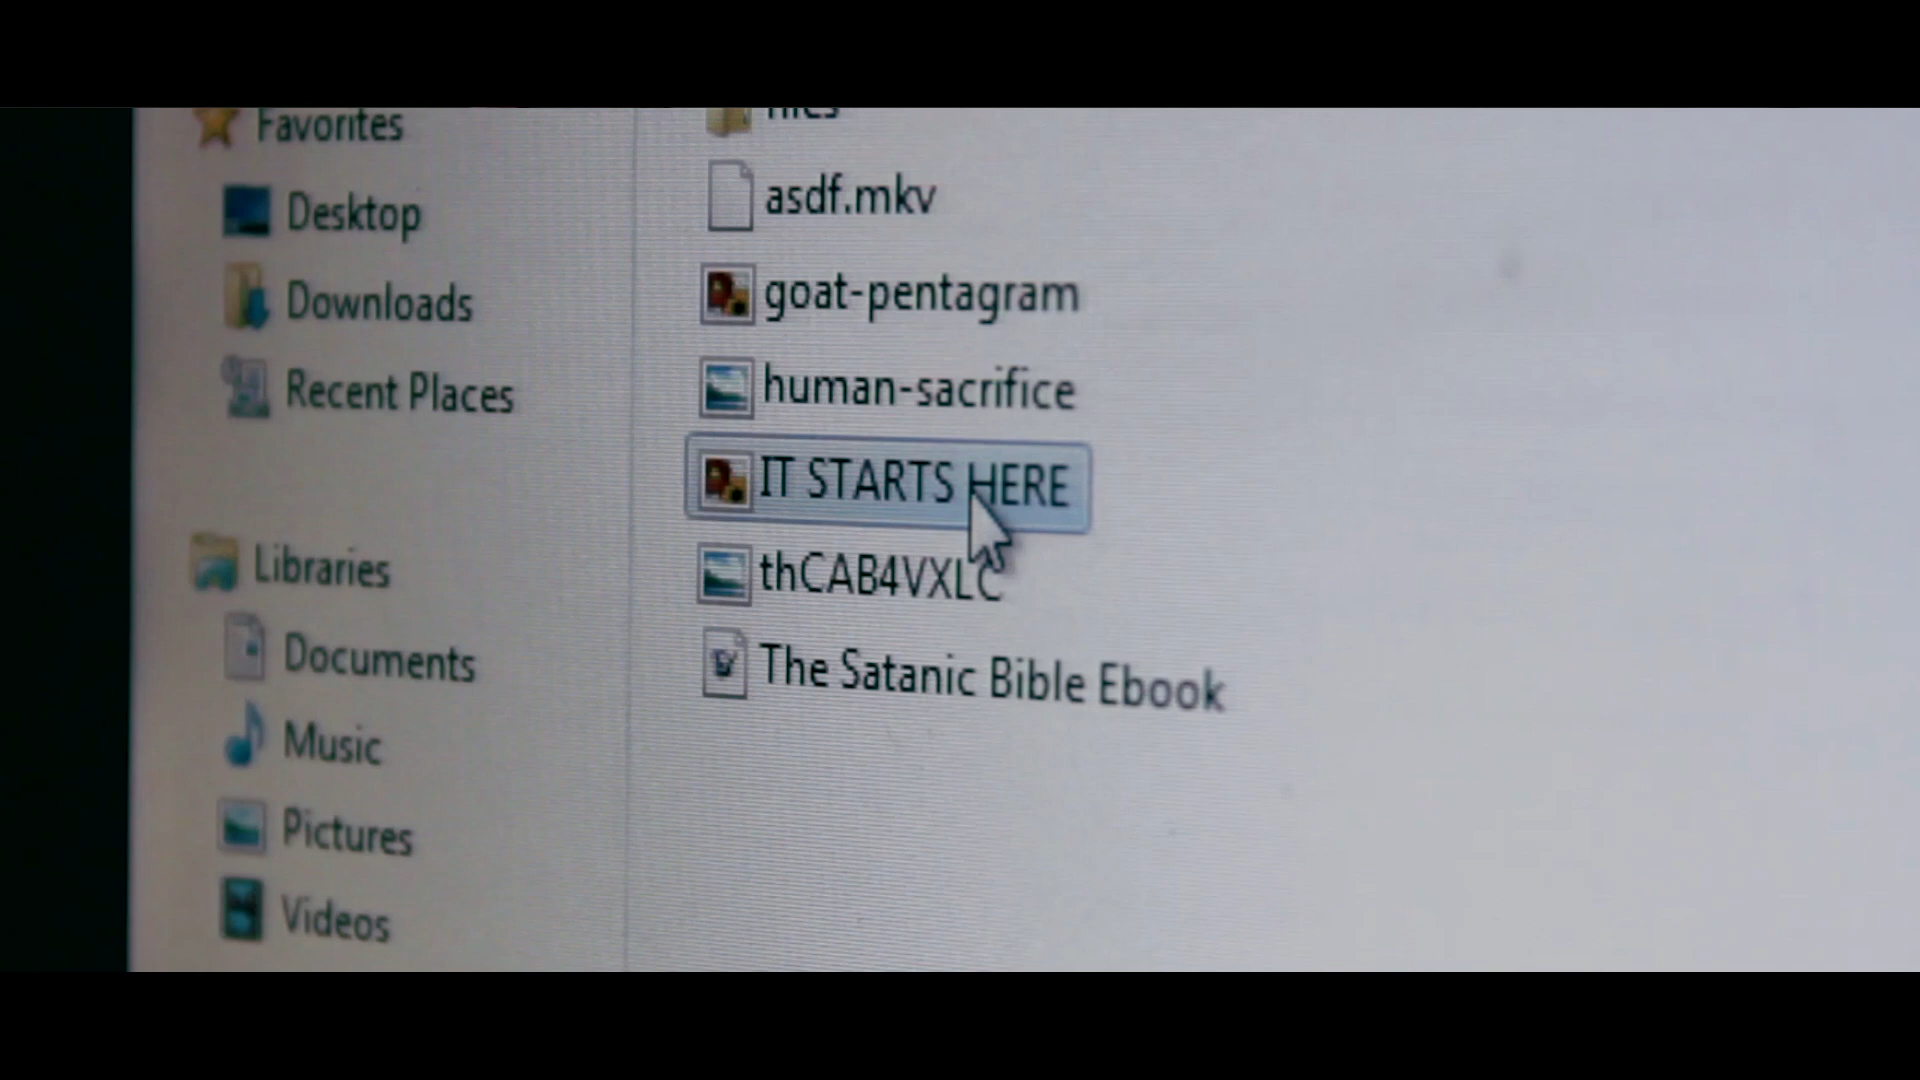 Favorites
Desktop
Downloads
Recent Places
Libraries
Documents
Music
Pictures
Videos
files
asdf.mkv
goat-pentagram
human-sacrifice
IT STARTS HERE
thCAB4VXLC
The Satanic Bible Ebook